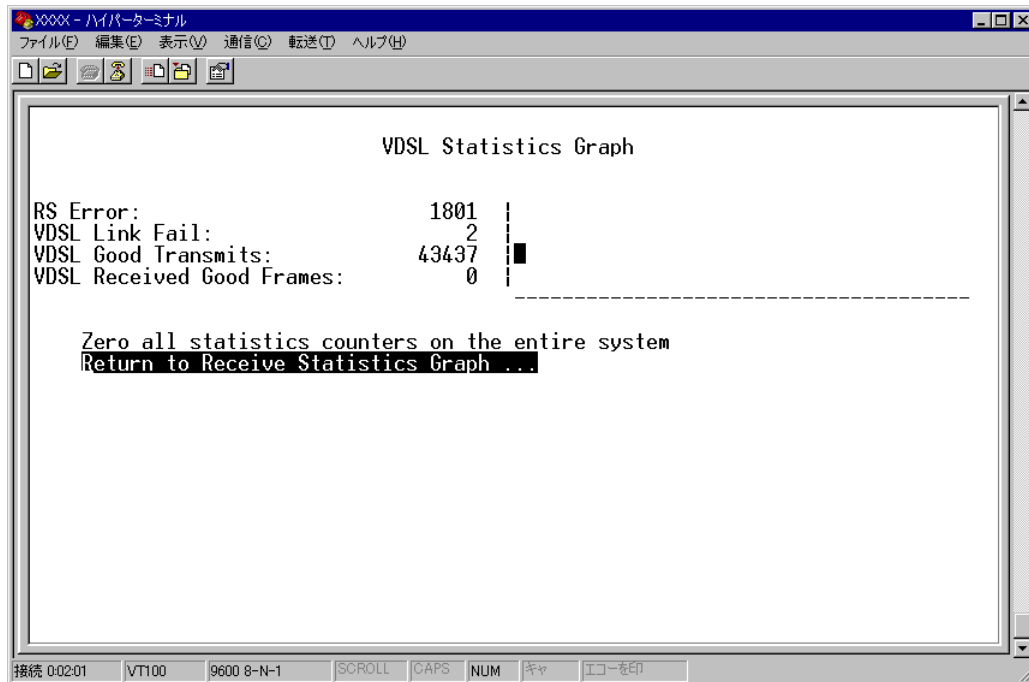 XXXX - ハイパーターミナル
ファイル(F) 編集(E) 表示(V) 通信(C) 転送(T) ヘルプ(H)
VDSL Statistics Graph
RS Error: 1801
VDSL Link Fail: 2
VDSL Good Transmits: 43437
VDSL Received Good Frames: 0
Zero all statistics counters on the entire system
Return to Receive Statistics Graph ...
接続 0:02:01 VT100 9600 8-N-1 SCROLL CAPS NUM キャ エコーを印